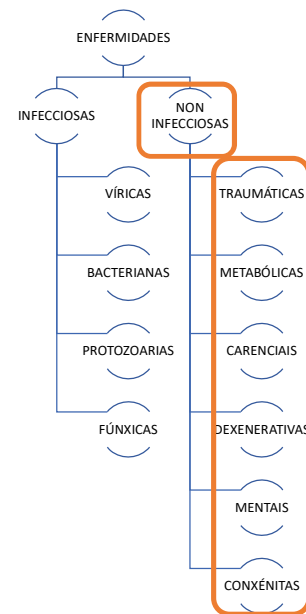 ENFERMIDADES
INFECCIOSAS
NON
INFECCIOSAS
VÍRICAS
TRAUMÁTICAS
BACTERIANAS
METABÓLICAS
PROTOZOARIAS
CARENCIAIS
FÚNXICAS
DEXENERATIVAS
MENTAIS
CONXÉNITAS